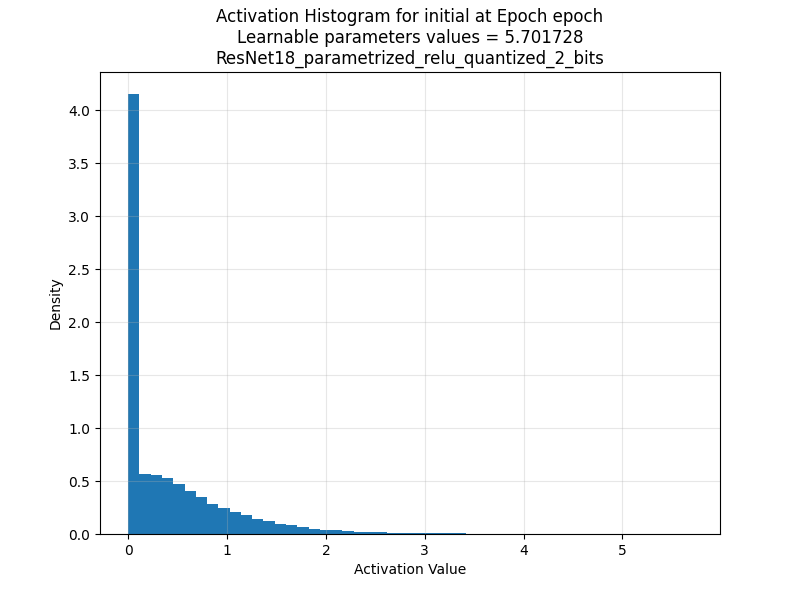 Activation Histogram for initial at Epoch epoch
Learnable parameters values = 5.701728
ResNet18_parametrized_relu_quantized_2_bits
4.0
3.5
3.0
2.5
2.0
1.5
1.0
0.5
0.0
Density
0 1 2 3 4 5
Activation Value